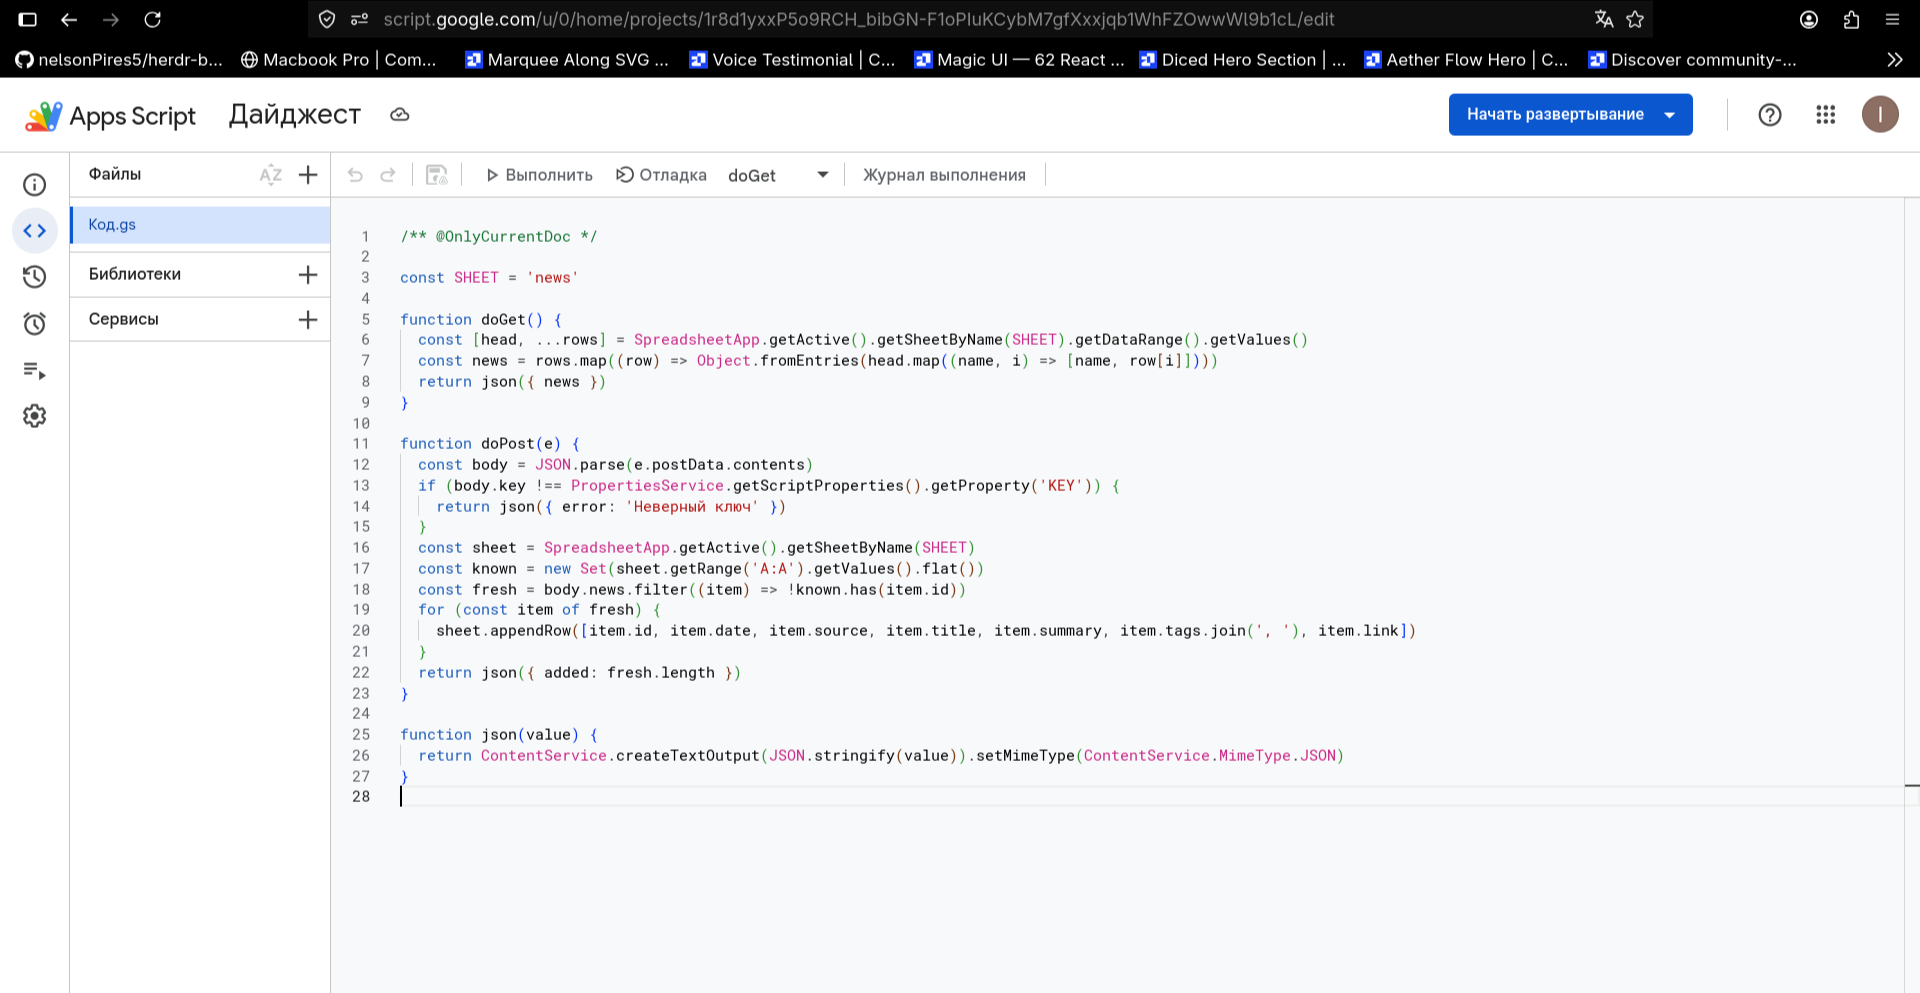 script.google.com/u/0/home/projects/1r8d1yxxP5o9RCH_bibGN-F1oPIuKCybM7gfXxxjqb1WhFZOwwWl9b1cL/edit
nelsonPires5/herdr-b... Macbook Pro | Com... Marquee Along SVG ... Voice Testimonial | C... Magic UI — 62 React ... Diced Hero Section | ... Aether Flow Hero | C... Discover community-...
Apps Script Дайджест Начать развертывание I
Файлы AZ Выполнить Отладка doGet Журнал выполнения
Код.gs
Библиотеки
Сервисы
1 /** @OnlyCurrentDoc */
2
3 const SHEET = 'news'
4
5 function doGet() {
6 const [head, ...rows] = SpreadsheetApp.getActive().getSheetByName(SHEET).getDataRange().getValues()
7 const news = rows.map((row) => Object.fromEntries(head.map((name, i) => [name, row[i]])))
8 return json({ news })
9 }
10
11 function doPost(e) {
12 const body = JSON.parse(e.postData.contents)
13 if (body.key !== PropertiesService.getScriptProperties().getProperty('KEY')) {
14 return json({ error: 'Неверный ключ' })
15 }
16 const sheet = SpreadsheetApp.getActive().getSheetByName(SHEET)
17 const known = new Set(sheet.getRange('A:A').getValues().flat())
18 const fresh = body.news.filter((item) => !known.has(item.id))
19 for (const item of fresh) {
20 sheet.appendRow([item.id, item.date, item.source, item.title, item.summary, item.tags.join(', '), item.link])
21 }
22 return json({ added: fresh.length })
23 }
24
25 function json(value) {
26 return ContentService.createTextOutput(JSON.stringify(value)).setMimeType(ContentService.MimeType.JSON)
27 }
28